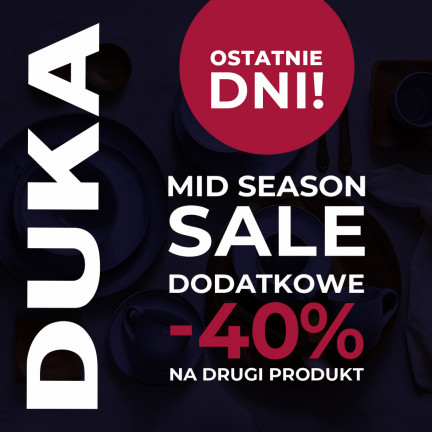 DUKA
OSTATNIE
DNI!
MID SEASON
SALE
DODATKOWE
-40%
NA DRUGI PRODUKT